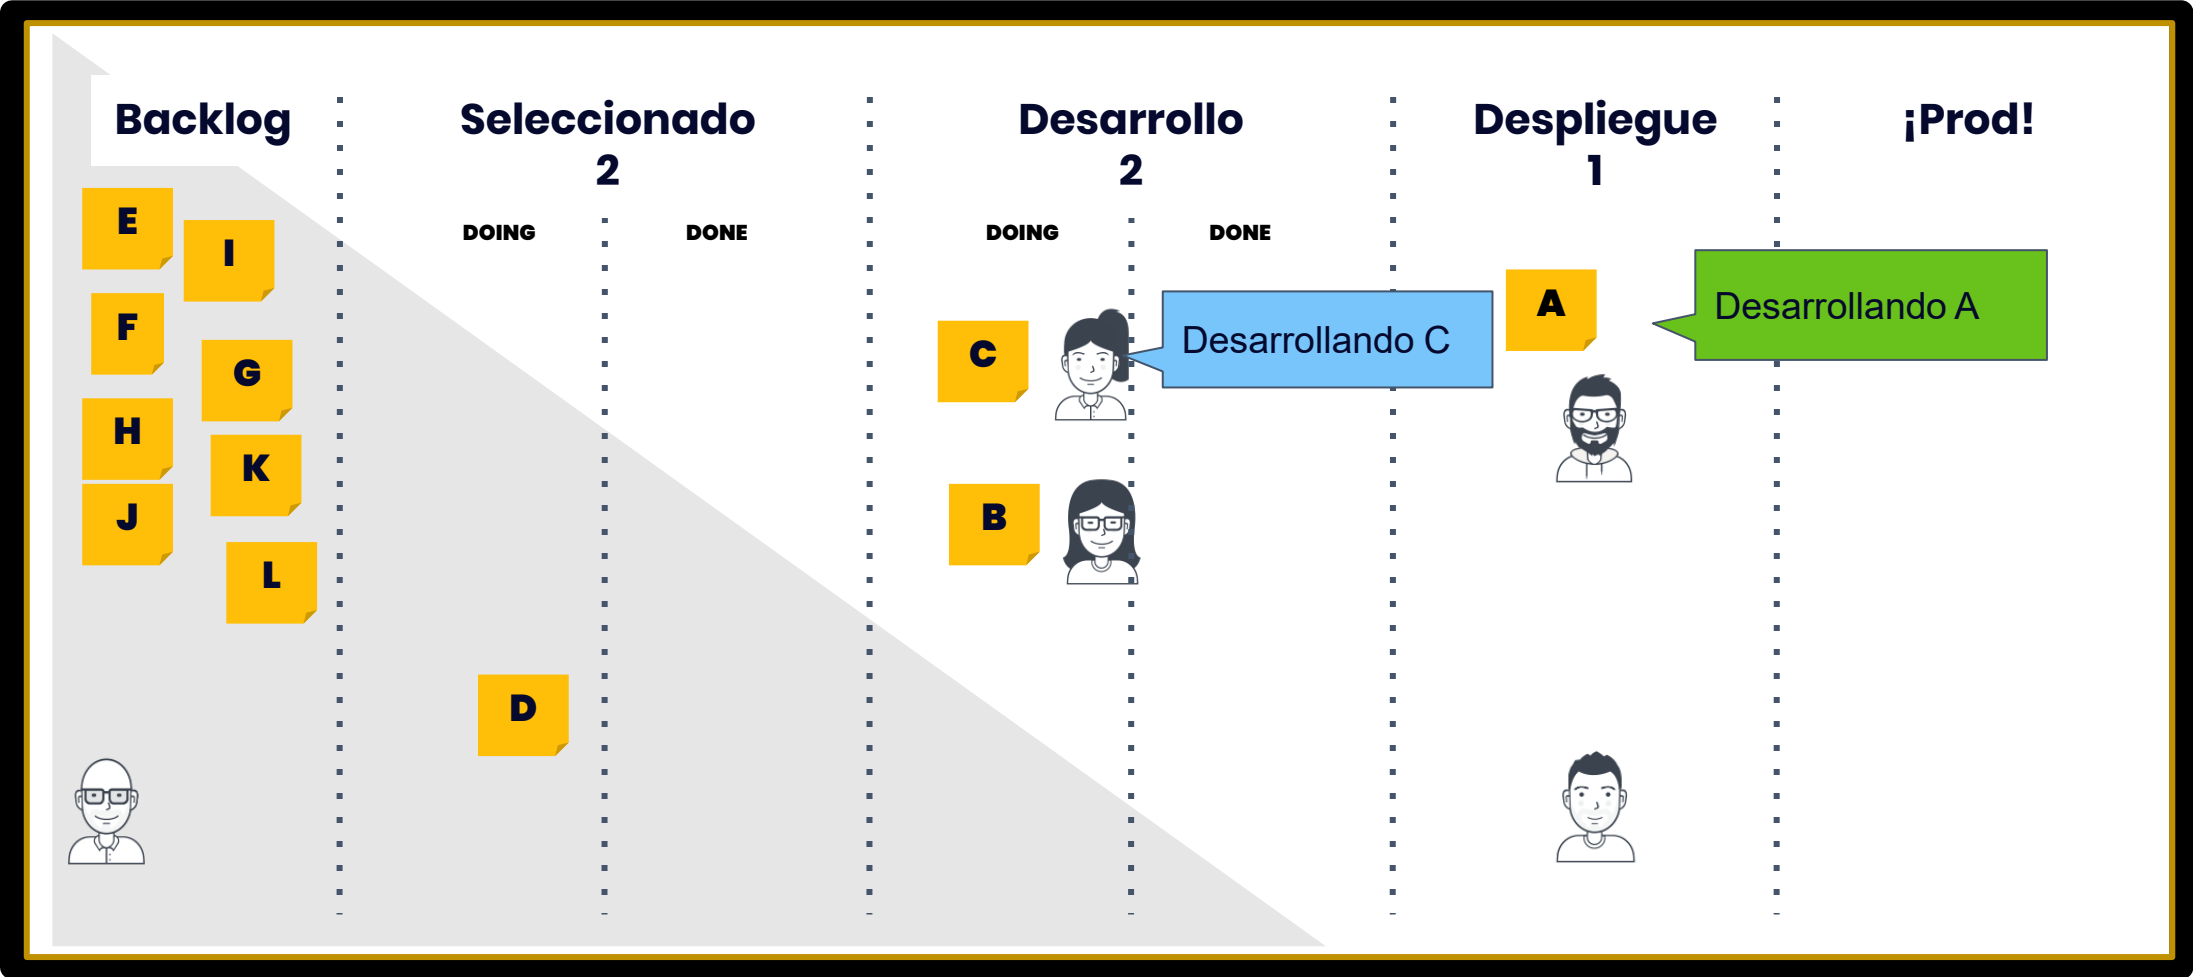 Backlog
Seleccionado
2
Desarrollo
2
Despliegue
1
¡Prod!
DOING
DONE
DOING
DONE
E
I
F
G
H
K
J
L
D
C
Desarrollando C
B
A
Desarrollando A